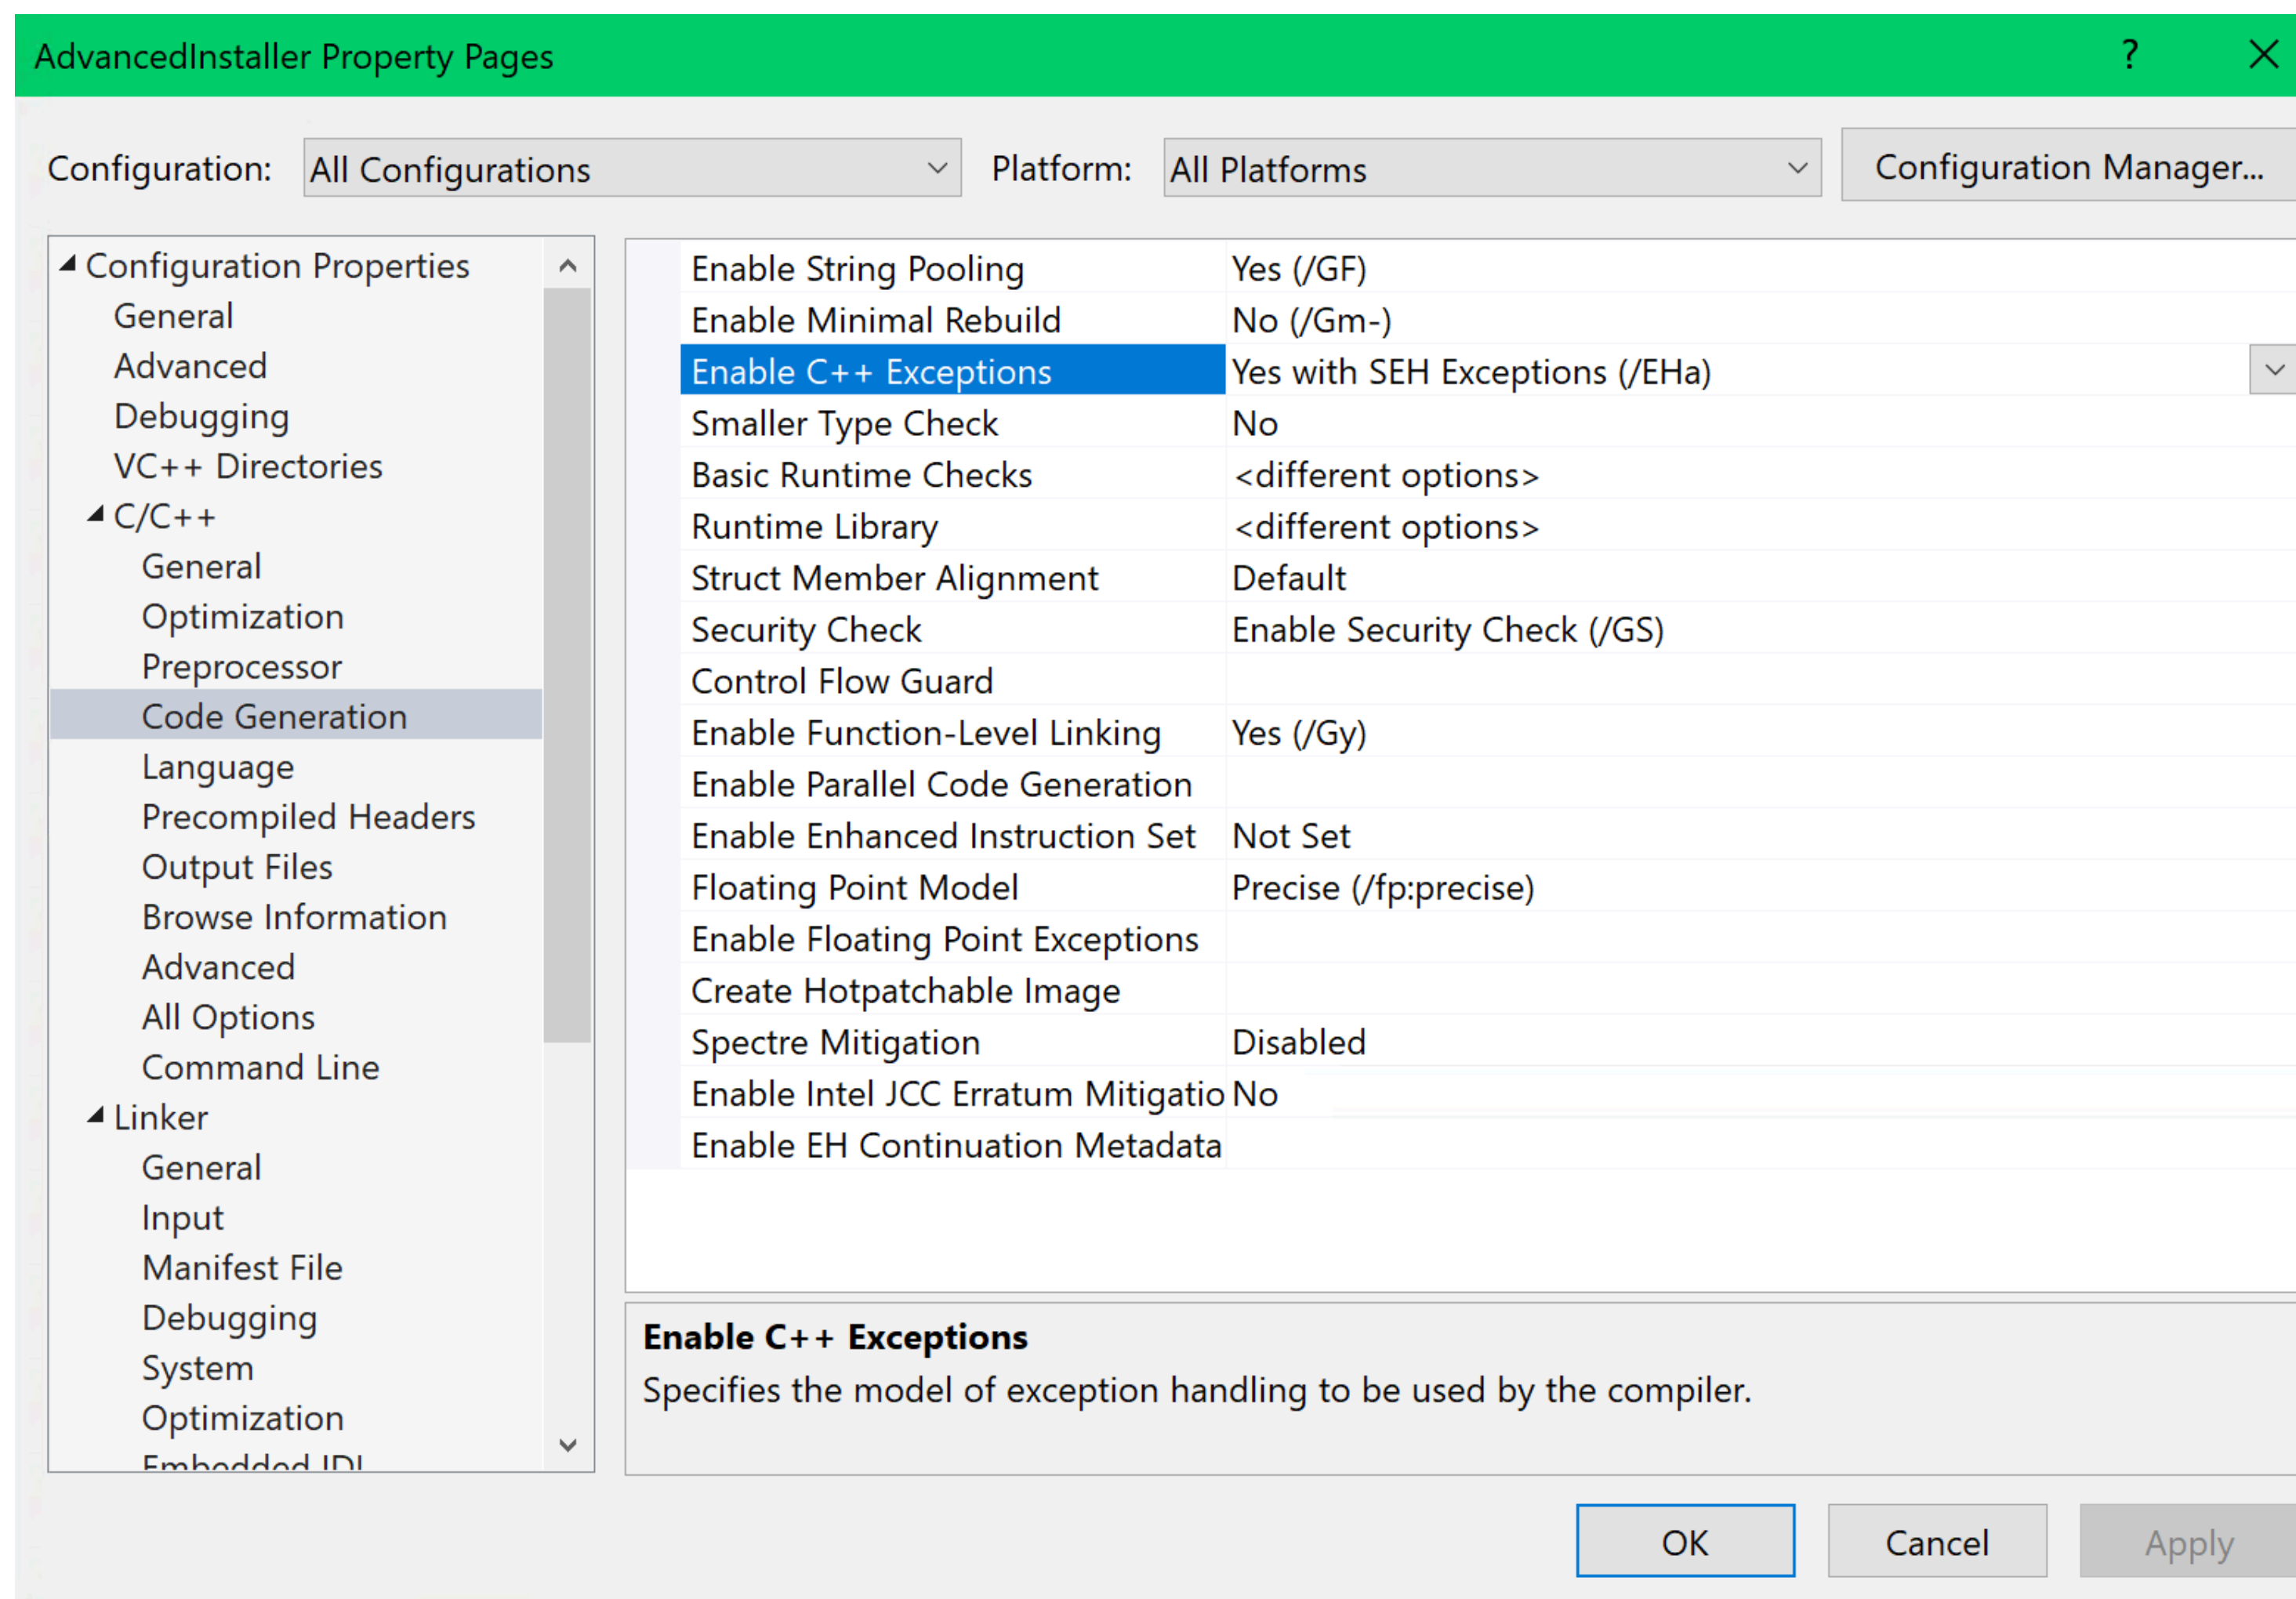 AdvancedInstaller Property Pages ?
Configuration: All Configurations Platform: All Platforms Configuration Manager...
Configuration Properties
General
Advanced
Debugging
VC++ Directories
C/C++
General
Optimization
Preprocessor
Code Generation
Language
Precompiled Headers
Output Files
Browse Information
Advanced
All Options
Command Line
Linker
General
Input
Manifest File
Debugging
System
Optimization
Embedded IDL
Enable String Pooling Yes (/GF)
Enable Minimal Rebuild No (/Gm-)
Enable C++ Exceptions Yes with SEH Exceptions (/EHa)
Smaller Type Check No
Basic Runtime Checks <different options>
Runtime Library <different options>
Struct Member Alignment Default
Security Check Enable Security Check (/GS)
Control Flow Guard
Enable Function-Level Linking Yes (/Gy)
Enable Parallel Code Generation
Enable Enhanced Instruction Set Not Set
Floating Point Model Precise (/fp:precise)
Enable Floating Point Exceptions
Create Hotpatchable Image
Spectre Mitigation Disabled
Enable Intel JCC Erratum Mitigatio No
Enable EH Continuation Metadata
Enable C++ Exceptions
Specifies the model of exception handling to be used by the compiler.
OK Cancel Apply